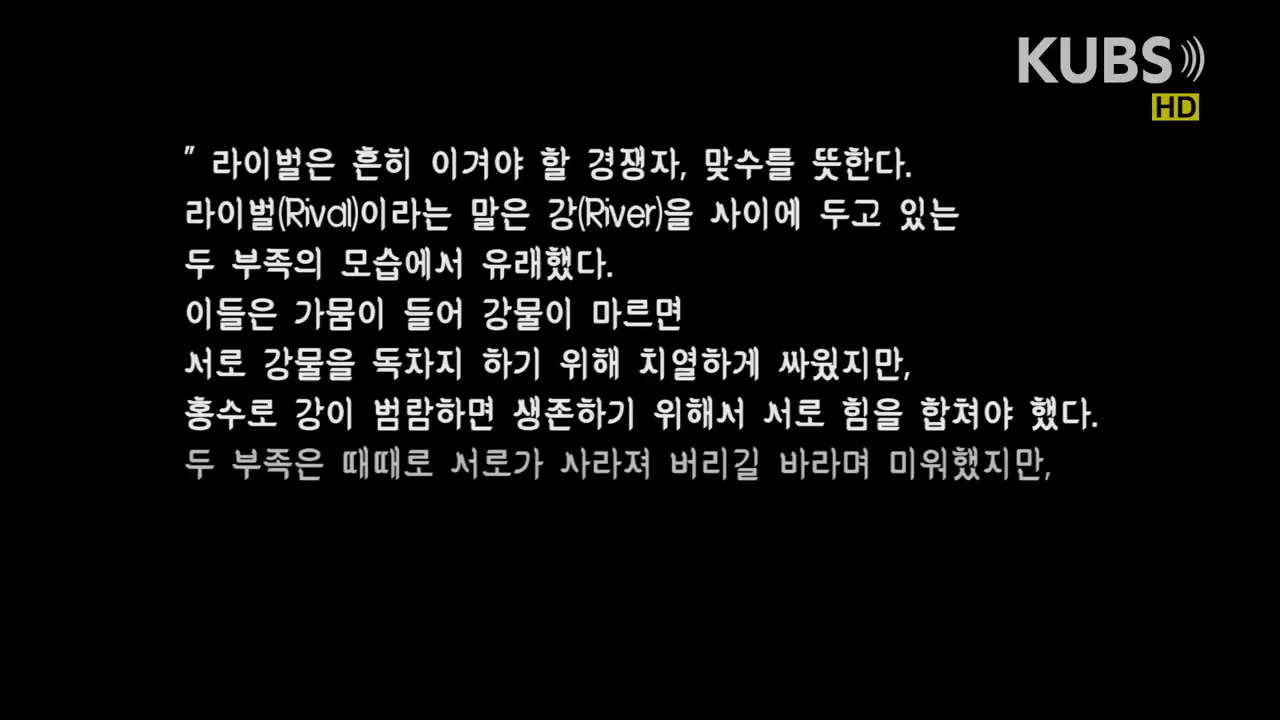 KUBS
HD
" 라이벌은 흔히 이겨야 할 경쟁자, 맞수를 뜻한다.
라이벌(Rival)이라는 말은 강(River)을 사이에 두고 있는
두 부족의 모습에서 유래했다.
이들은 가뭄이 들어 강물이 마르면
서로 강물을 독차지 하기 위해 치열하게 싸웠지만,
홍수로 강이 범람하면 생존하기 위해서 서로 힘을 합쳐야 했다.
두 부족은 때때로 서로가 사라져 버리길 바라며 미워했지만,